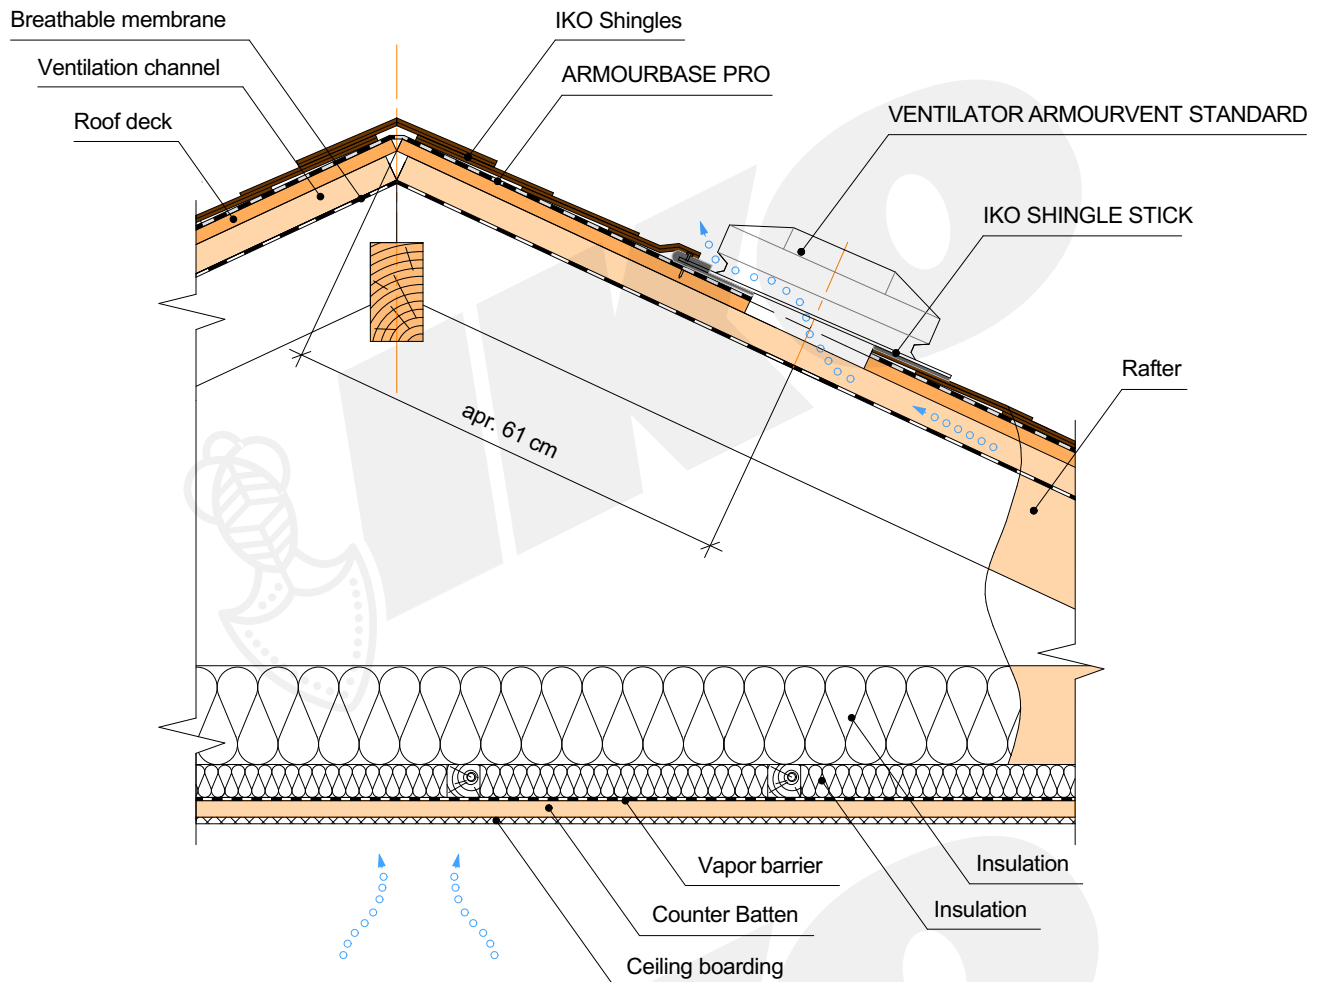 Breathable membrane
IKO Shingles
Ventilation channel
ARMOURBASE PRO
Roof deck
VENTILATOR ARMOURVENT STANDARD
IKO SHINGLE STICK
Rafter
apr. 61 cm
IKO
Vapor barrier
Insulation
Counter Batten
Insulation
Ceiling boarding